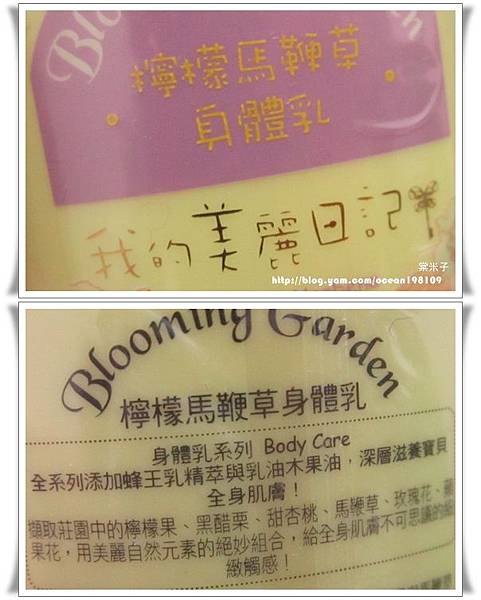 Blooming Garden
檸檬馬鞭草
身體乳
我的美麗日記
棠米子
http://blog.yam.com/ocean198109
Blooming Garden
檸檬馬鞭草身體乳
身體乳系列 Body Care
全系列添加蜂王乳精萃與乳油木果油，深層滋養寶貝
全身肌膚！
擷取莊園中的檸檬果、黑醋栗、甜杏桃、馬鞭草、玫瑰花、蘋
果花，用美麗自然元素的絕妙組合，給全身肌膚不可思議的細
緻觸感！